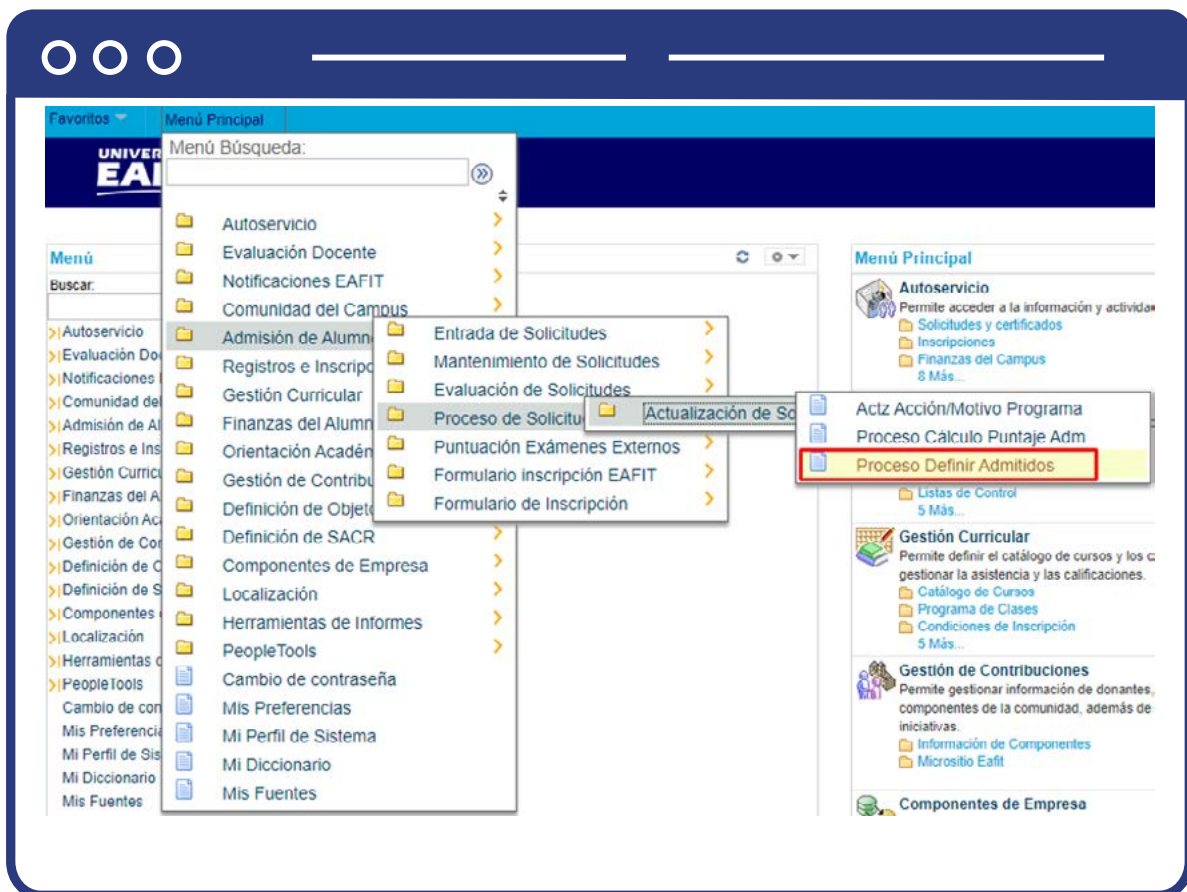 Favoritos
Menú Principal
UNIVER
EAI
Menú Búsqueda:
Autoservicio
Evaluación Docente
Notificaciones EAFIT
Comunidad del Campus
Admisión de Alumn
Registros e Inscripc
Gestión Curricular
Finanzas del Alumn
Orientación Académ
Gestión de Contribu
Definición de Objeto
Definición de SACR
Componentes de Empresa
Localización
Herramientas de Informes
PeopleTools
Cambio de contraseña
Mis Preferencias
Mi Perfil de Sistema
Mi Diccionario
Mis Fuentes
Entrada de Solicitudes
Mantenimiento de Solicitudes
Evaluación de Solicitudes
Proceso de Solicitu
Puntuación Exámenes Externos
Formulario inscripción EAFIT
Formulario de Inscripción
Actualización de So
Actz Acción/Motivo Programa
Proceso Cálculo Puntaje Adm
Proceso Definir Admitidos
Menú
Buscar:
Autoservicio
Evaluación Do
Notificaciones
Comunidad del
Admisión de Al
Registros e Ins
Gestión Curricu
Finanzas del A
Orientación Aca
Gestión de Con
Definición de O
Definición de S
Componentes
Localización
Herramientas d
PeopleTools
Cambio de con
Mis Preferencia
Mi Perfil de Sis
Mi Diccionario
Mis Fuentes
Menú Principal
Autoservicio
Permite acceder a la información y activida
Solicitudes y certificados
Inscripciones
Finanzas del Campus
8 Más...
Listas de Control
5 Más...
Gestión Curricular
Permite definir el catálogo de cursos y los c
gestionar la asistencia y las calificaciones.
Catálogo de Cursos
Programa de Clases
Condiciones de Inscripción
5 Más...
Gestión de Contribuciones
Permite gestionar información de donantes,
componentes de la comunidad, además de
iniciativas.
Información de Componentes
Micrositio Eafit
Componentes de Empresa